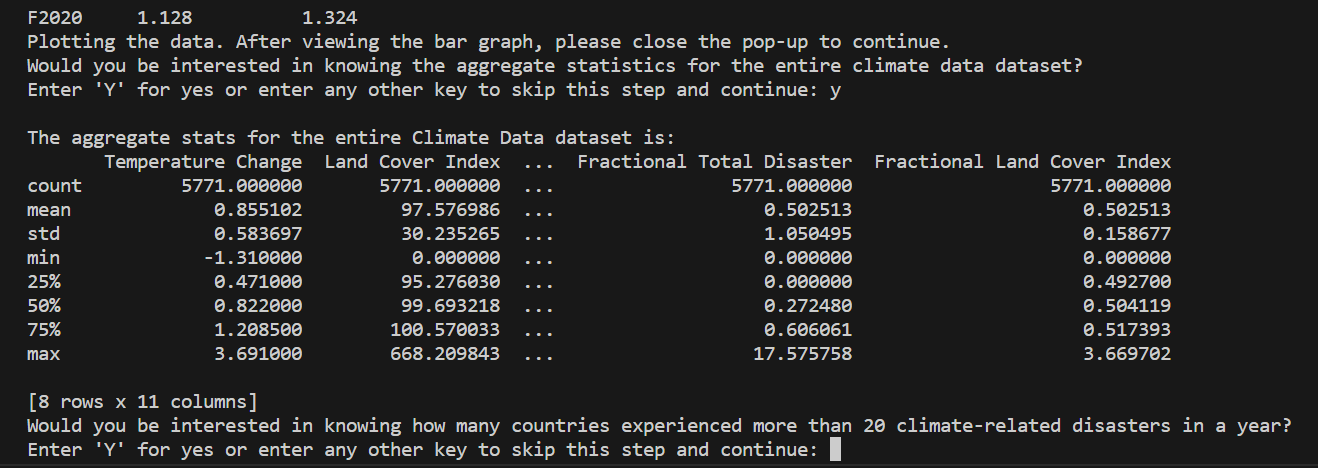 F2020     1.128          1.324
Plotting the data. After viewing the bar graph, please close the pop-up to continue.
Would you be interested in knowing the aggregate statistics for the entire climate data dataset?
Enter 'Y' for yes or enter any other key to skip this step and continue: y
The aggregate stats for the entire Climate Data dataset is:
       Temperature Change  Land Cover Index  ...  Fractional Total Disaster  Fractional Land Cover Index
count         5771.000000       5771.000000  ...                5771.000000                  5771.000000
mean             0.855102         97.576986  ...                   0.502513                     0.502513
std              0.583697         30.235265  ...                   1.050495                     0.158677
min             -1.310000          0.000000  ...                   0.000000                     0.000000
25%              0.471000         95.276030  ...                   0.000000                     0.492700
50%              0.822000         99.693218  ...                   0.272480                     0.504119
75%              1.208500        100.570033  ...                   0.606061                     0.517393
max              3.691000        668.209843  ...                  17.575758                     3.669702
[8 rows x 11 columns]
Would you be interested in knowing how many countries experienced more than 20 climate-related disasters in a year?
Enter 'Y' for yes or enter any other key to skip this step and continue: